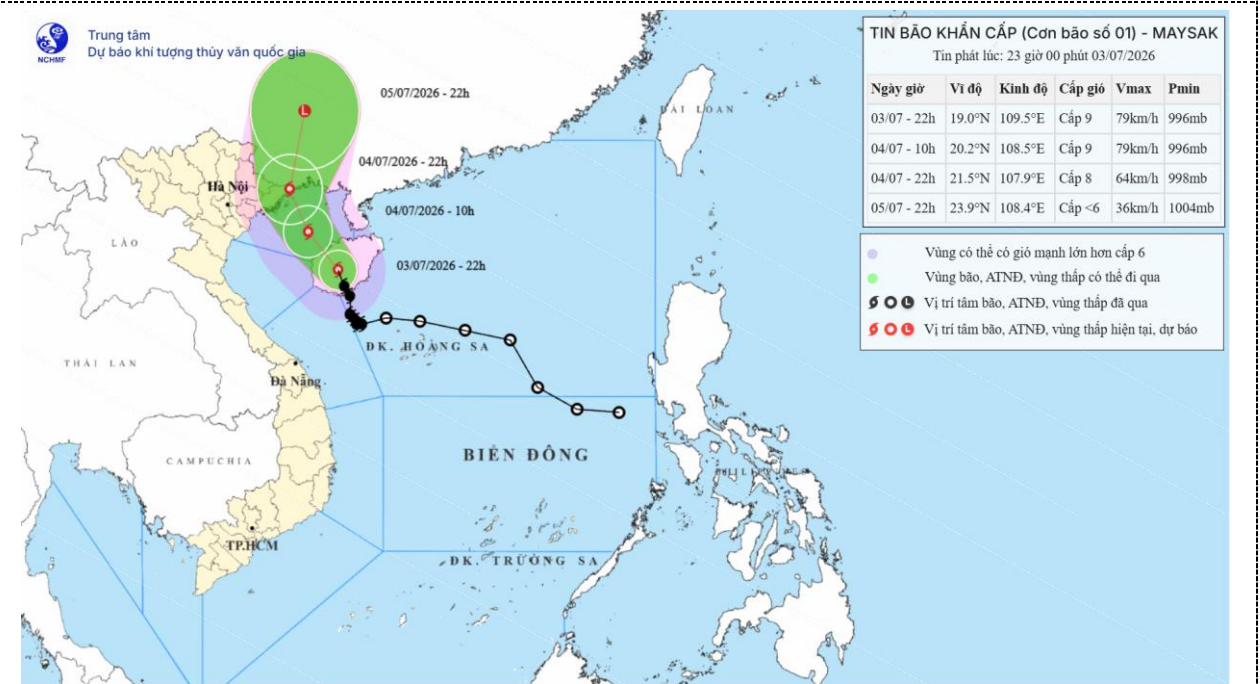 Trung tâm
Dự báo khí tượng thủy văn quốc gia
NCHMF
TIN BÃO KHẨN CẤP (Cơn bão số 01) - MAYSAK
Tin phát lúc: 23 giờ 00 phút 03/07/2026
Ngày giờ Vĩ độ Kinh độ Cấp gió Vmax Pmin
03/07 - 22h 19.0°N 109.5°E Cấp 9 79km/h 996mb
04/07 - 10h 20.2°N 108.5°E Cấp 9 79km/h 996mb
04/07 - 22h 21.5°N 107.9°E Cấp 8 64km/h 998mb
05/07 - 22h 23.9°N 108.4°E Cấp <6 36km/h 1004mb
Vùng có thể có gió mạnh lớn hơn cấp 6
Vùng bão, ATNĐ, vùng thấp có thể đi qua
L Vị trí tâm bão, ATNĐ, vùng thấp đã qua
L Vị trí tâm bão, ATNĐ, vùng thấp hiện tại, dự báo
05/07/2026 - 22h
L
ĐÀI LOAN
04/07/2026 - 22h
Hà Nội
04/07/2026 - 10h
LÀO
03/07/2026 - 22h
ĐK. HOÀNG SA
THÁI LAN
Đà Nẵng
BIỂN ĐÔNG
CAMPUCHIA
PHILIPPINES
TP.HCM
ĐK. TRƯỜNG SA